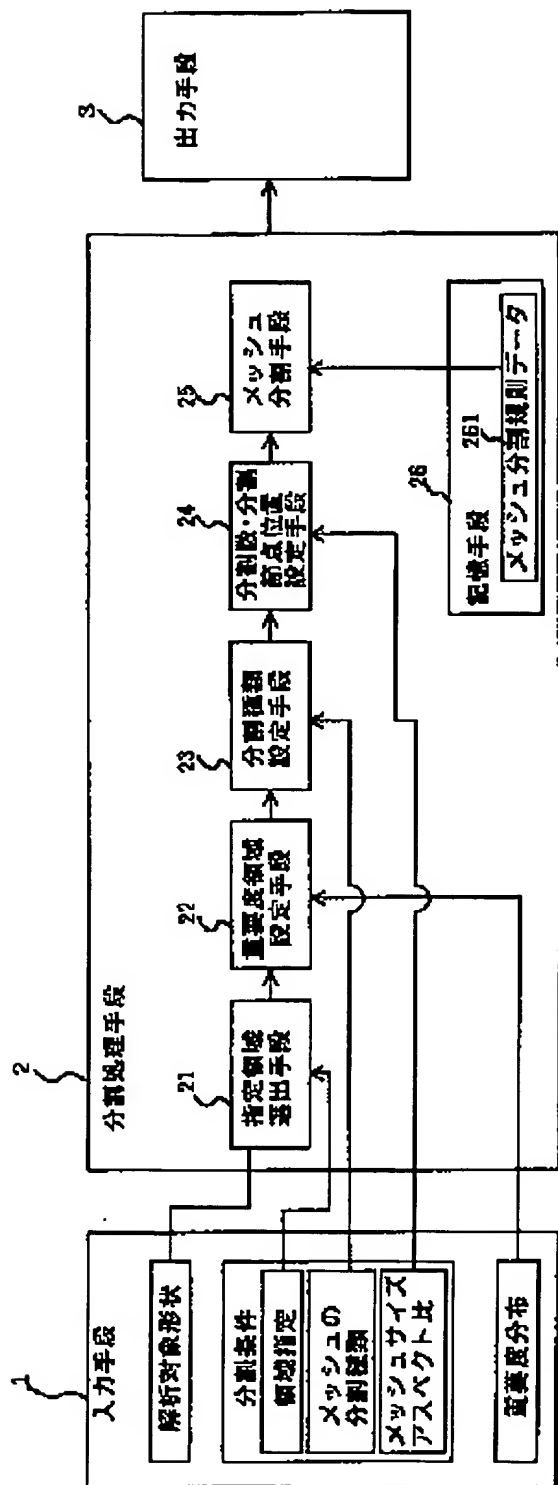 1
入力手段
解析対象形状
分割条件
領域指定
メッシュの
分割種類
メッシュサイズ
アスペクト比
重要度分布
2
分割処理手段
21
指定領域
選出手段
22
重要度領域
設定手段
23
分割種類
設定手段
24
分割数・分割
節点位置
設定手段
25
メッシュ
分割手段
26
記憶手段
261
メッシュ分割規則データ
3
出力手段